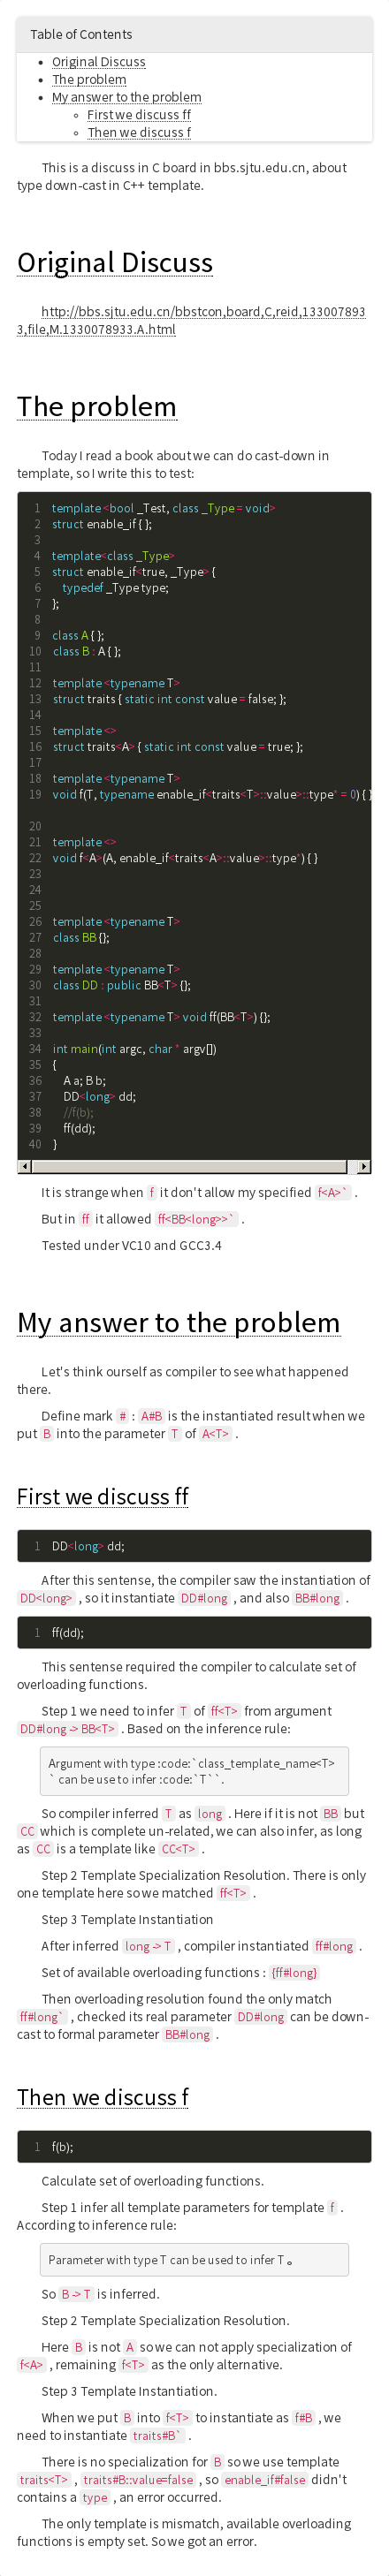 Table of Contents
Original Discuss
The problem
My answer to the problem
First we discuss ff
Then we discuss f
This is a discuss in C board in bbs.sjtu.edu.cn, about
type down-cast in C++ template.
Original Discuss
http://bbs.sjtu.edu.cn/bbstcon,board,C,reid,133007893
3,file,M.1330078933.A.html
The problem
Today I read a book about we can do cast-down in
template, so I write this to test:
1 template <bool _Test, class _Type = void>
2 struct enable_if { };
3
4 template<class _Type>
5 struct enable_if<true, _Type> {
6 typedef _Type type;
7 };
8
9 class A { };
10 class B : A { };
11
12 template <typename T>
13 struct traits { static int const value = false; };
14
15 template <>
16 struct traits<A> { static int const value = true; };
17
18 template <typename T>
19 void f(T, typename enable_if<traits<T>::value>::type* = 0) { }
20
21 template <>
22 void f<A>(A, enable_if<traits<A>::value>::type*) { }
23
24
25
26 template <typename T>
27 class BB {};
28
29 template <typename T>
30 class DD : public BB<T> {};
31
32 template <typename T> void ff(BB<T>) {};
33
34 int main(int argc, char * argv[])
35 {
36 A a; B b;
37 DD<long> dd;
38 //f(b);
39 ff(dd);
40 }
It is strange when f it don't allow my specified f<A>` .
But in ff it allowed ff<BB<long>>` .
Tested under VC10 and GCC3.4
My answer to the problem
Let's think ourself as compiler to see what happened
there.
Define mark # : A#B is the instantiated result when we
put B into the parameter T of A<T> .
First we discuss ff
1 DD<long> dd;
After this sentence, the compiler saw the instantiation of
DD<long> , so it instantiate DD#long , and also BB#long .
1 ff(dd);
This sentence required the compiler to calculate set of
overloading functions.
Step 1 we need to infer T of ff<T> from argument
DD#long -> BB<T> . Based on the inference rule:
Argument with type :code:`class_template_name<T>
` can be use to infer :code:`T``.
So compiler inferred T as long . Here if it is not BB but
CC which is complete un-related, we can also infer, as long
as CC is a template like CC<T> .
Step 2 Template Specialization Resolution. There is only
one template here so we matched ff<T> .
Step 3 Template Instantiation
After inferred long -> T , compiler instantiated ff#long .
Set of available overloading functions : {ff#long}
Then overloading resolution found the only match
ff#long` , checked its real parameter DD#long can be down-
cast to formal parameter BB#long .
Then we discuss f
1 f(b);
Calculate set of overloading functions.
Step 1 infer all template parameters for template f .
According to inference rule:
Parameter with type T can be used to infer T 。
So B -> T is inferred.
Step 2 Template Specialization Resolution.
Here B is not A so we can not apply specialization of
f<A> , remaining f<T> as the only alternative.
Step 3 Template Instantiation.
When we put B into f<T> to instantiate as f#B , we
need to instantiate traits#B` .
There is no specialization for B so we use template
traits<T> , traits#B::value=false , so enable_if#false didn't
contains a type , an error occurred.
The only template is mismatch, available overloading
functions is empty set. So we got an error.